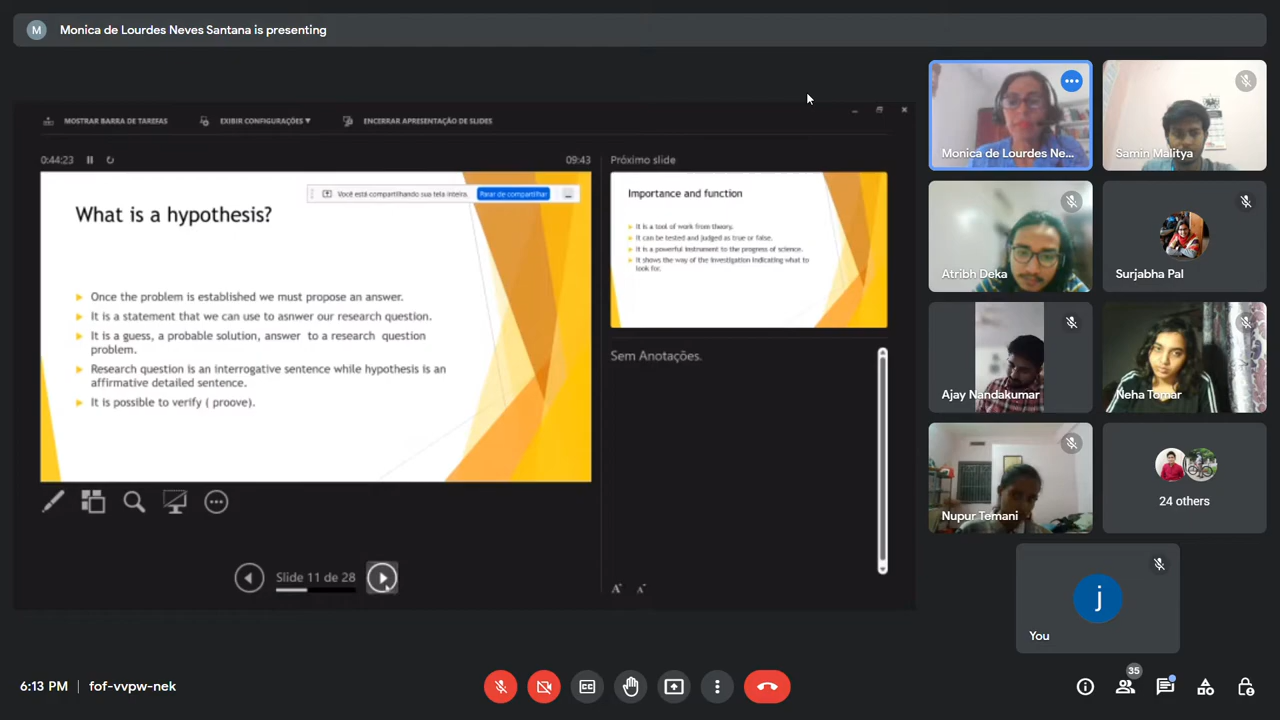 M
Monica de Lourdes Neves Santana is presenting
MOSTRAR BARRA DE TAREFAS
EXIBIR CONFIGURAÇÕES ▼
ENCERRAR APRESENTAÇÃO DE SLIDES
0:44:23
09:43
Próximo slide
Você está compartilhando sua tela inteira.
Parar de compartilhar
What is a hypothesis?
Once the problem is established we must propose an answer.
It is a statement that we can use to asnwer our research question.
It is a guess, a probable solution, answer to a research question
problem.
Research question is an interrogative sentence while hypothesis is an
affirmative detailed sentence.
It is possible to verify ( proove).
Importance and function
It is a tool of work from theory.
It can be tested and judged as true or false.
It is a powerful instrument to the progress of science.
It shows the way of the investigation indicating what to
look for.
Sem Anotações.
Slide 11 de 28
A
A
Monica de Lourdes Ne...
Samin Malitya
Atribh Deka
Surjabha Pal
Ajay Nandakumar
Neha Tomar
Nupur Temani
24 others
j
You
6:13 PM | fof-vvpw-nek
35